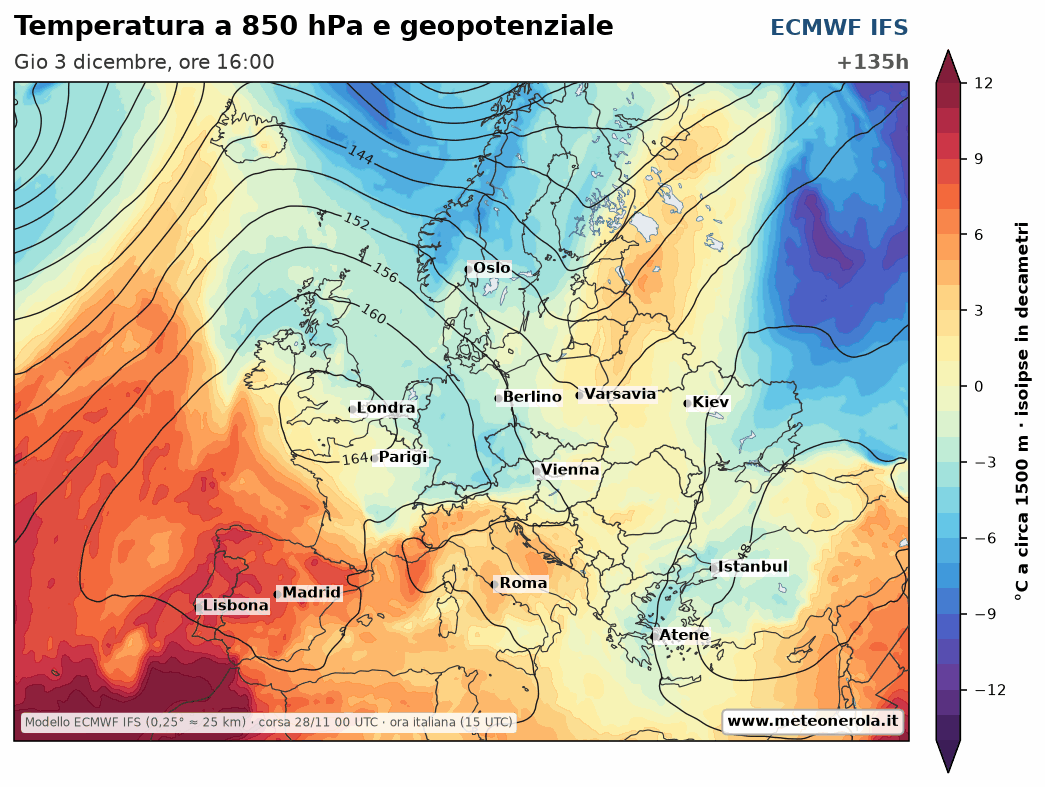 Temperatura a 850 hPa e geopotenziale
ECMWF IFS
Gio 3 dicembre, ore 16:00
+135h
144
152
156
160
Oslo
Berlino
Varsavia
Kiev
Londra
164
Parigi
Vienna
48
Istanbul
Roma
Madrid
Lisbona
Atene
Modello ECMWF IFS (0,25° ≈ 25 km) · corsa 28/11 00 UTC · ora italiana (15 UTC)
www.meteonerola.it
12
9
6
3
0
−3
−6
−9
−12
°C a circa 1500 m · isoipse in decametri